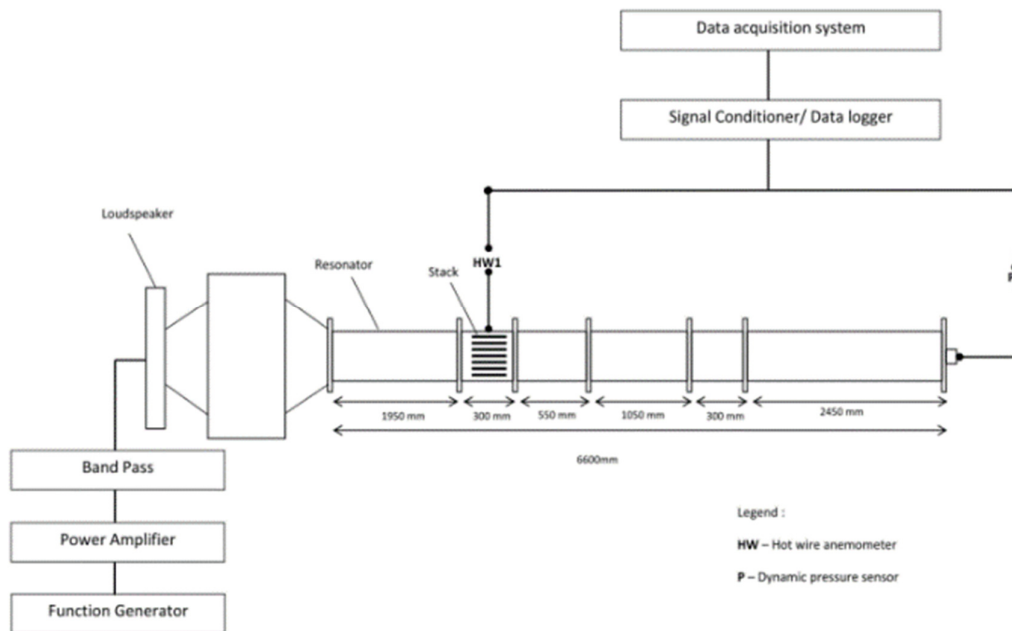 Data acquisition system
Signal Conditioner/ Data logger
Loudspeaker
HW1
Resonator
Stack
P
1950 mm
300 mm
550 mm
1050 mm
300 mm
2450 mm
6600mm
Band Pass
Power Amplifier
Function Generator
Legend :
HW – Hot wire anemometer
P – Dynamic pressure sensor